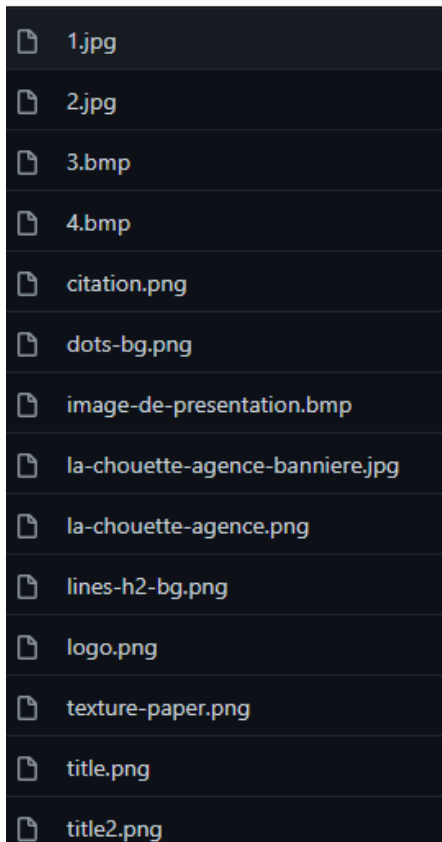 1.jpg
2.jpg
3.bmp
4.bmp
citation.png
dots-bg.png
image-de-presentation.bmp
la-chouette-agence-banniere.jpg
la-chouette-agence.png
lines-h2-bg.png
logo.png
texture-paper.png
title.png
title2.png